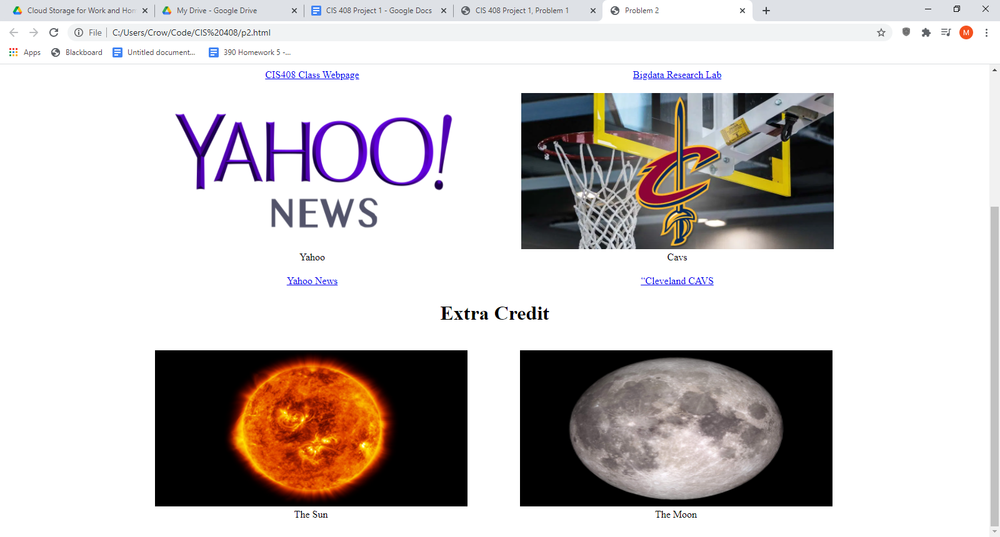 Cloud Storage for Work and Hom
My Drive - Google Drive
CIS 408 Project 1 - Google Docs
CIS 408 Project 1, Problem 1
Problem 2
File
C:/Users/Crow/Code/CIS%20408/p2.html
M
Apps
Blackboard
Untitled document...
390 Homework 5 -...
CIS408 Class Webpage
Bigdata Research Lab
YAHOO!
NEWS
C
Yahoo
Cavs
Yahoo News
“Cleveland CAVS
Extra Credit
The Sun
The Moon